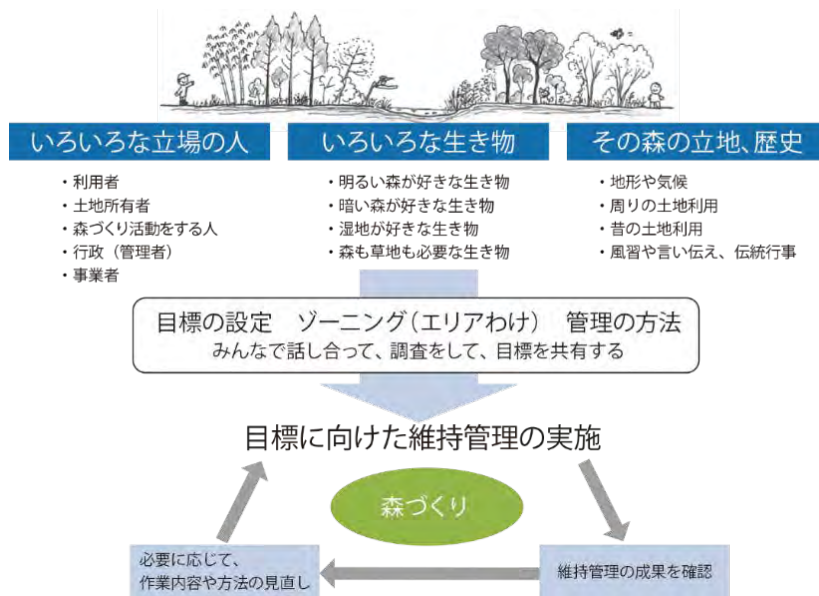 いろいろな立場の人
・利用者
・土地所有者
・森づくり活動をする人
・行政（管理者）
・事業者
いろいろな生き物
・明るい森が好きな生き物
・暗い森が好きな生き物
・湿地が好きな生き物
・森も草地も必要な生き物
その森の立地、歴史
・地形や気候
・周りの土地利用
・昔の土地利用
・風習や言い伝え、伝統行事
目標の設定　ゾーニング（エリアわけ）　管理の方法
みんなで話し合って、調査をして、目標を共有する
目標に向けた維持管理の実施
森づくり
維持管理の成果を確認
必要に応じて、
作業内容や方法の見直し